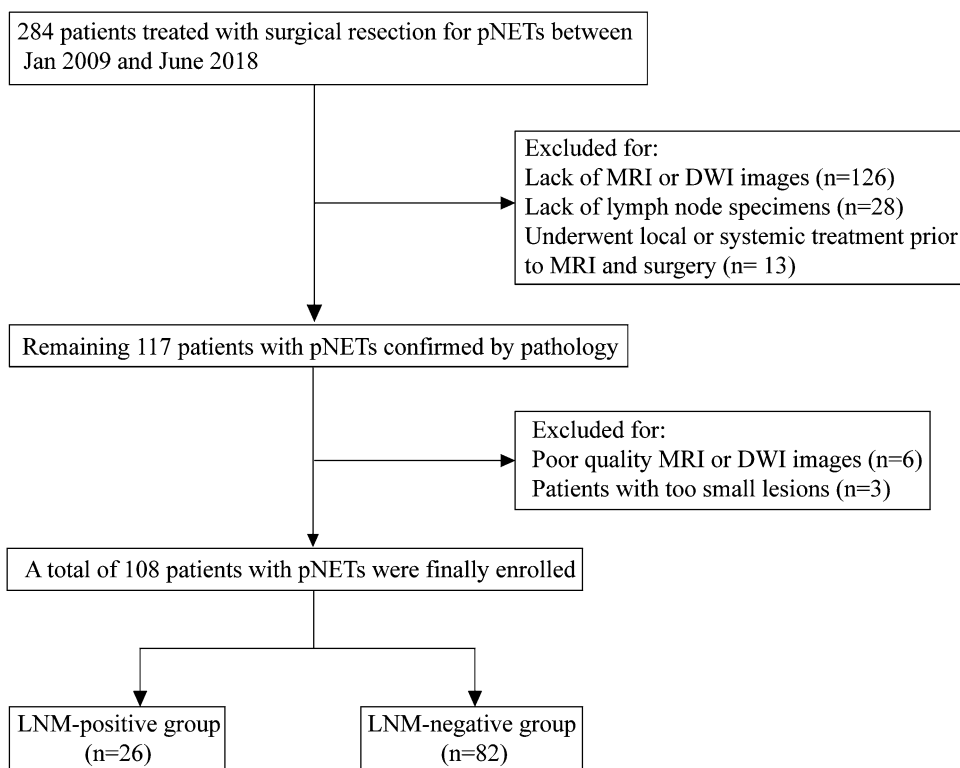 284 patients treated with surgical resection for pNETs between
Jan 2009 and June 2018
Excluded for:
Lack of MRI or DWI images (n=126)
Lack of lymph node specimens (n=28)
Underwent local or systemic treatment prior
to MRI and surgery (n= 13)
Remaining 117 patients with pNETs confirmed by pathology
Excluded for:
Poor quality MRI or DWI images (n=6)
Patients with too small lesions (n=3)
A total of 108 patients with pNETs were finally enrolled
LNM-positive group
(n=26)
LNM-negative group
(n=82)